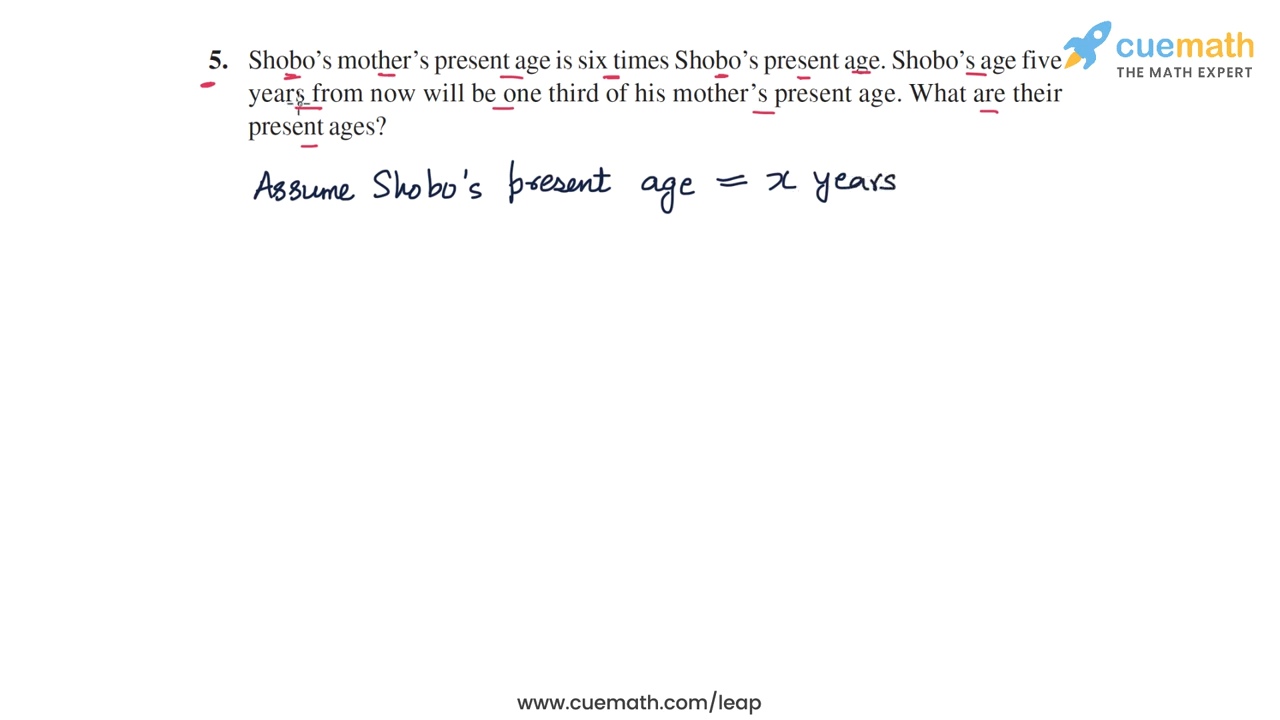 cuemath
THE MATH EXPERT
5. Shobo's mother's present age is six times Shobo's present age. Shobo's age five
years from now will be one third of his mother's present age. What are their
present ages?
Assume Shobo's present age = x years
www.cuemath.com/leap